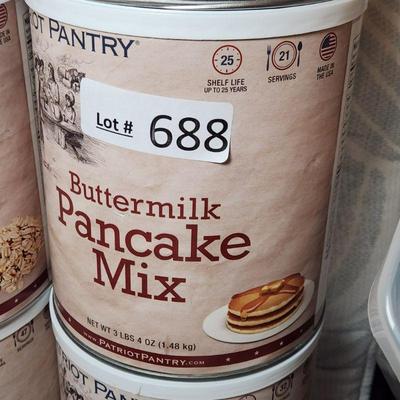 IOT PANTRY®
25
SHELF LIFE
UP TO 25 YEARS
21
SERVINGS
MADE IN
THE USA
Lot # 688
Buttermilk
Pancake
Mix
NET WT 3 LBS 4 OZ (1.48 kg)
www.PATRIOTPANTRY.com
OT PANTRY